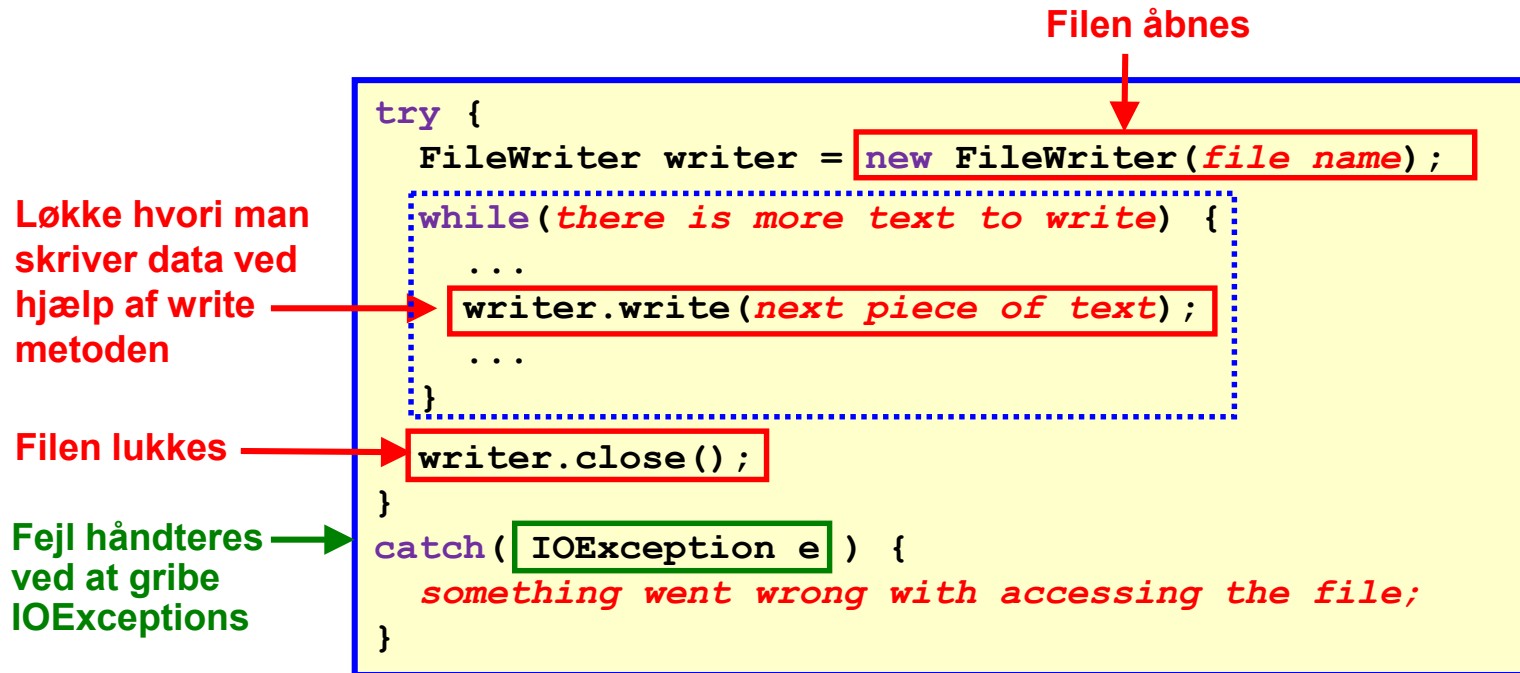 Filen åbnes
try {
FileWriter writer = new FileWriter(file name);
Løkke hvori man
skriver data ved
hjælp af write
metoden
while(there is more text to write) {
...
writer.write(next piece of text);
...
}
Filen lukkes
writer.close();
}
Fejl håndteres
ved at gribe
IOExceptions
catch( IOException e ) {
something went wrong with accessing the file;
}